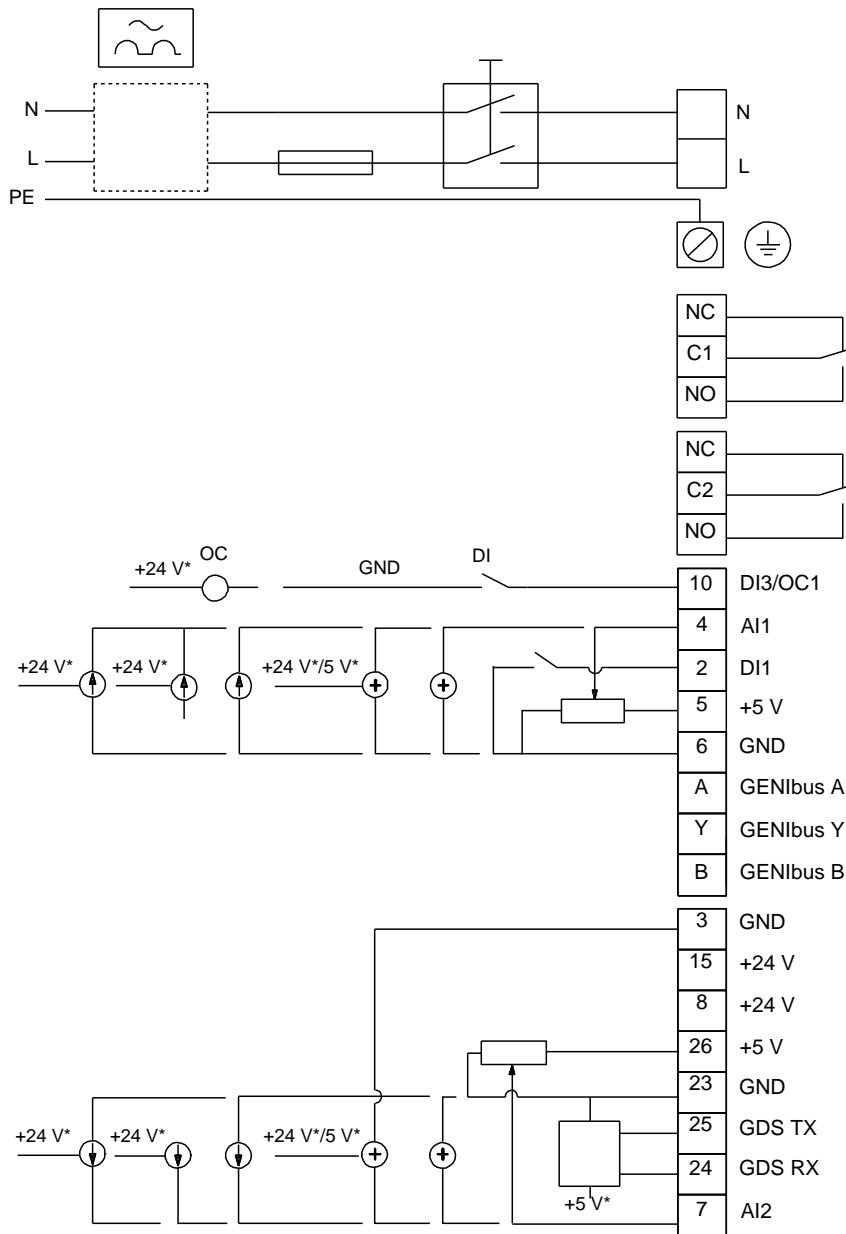 N
N
L
L
PE
NC
C1
NO
NC
C2
NO
+24 V* OC GND DI 10 DI3/OC1
4 AI1
+24 V* +24 V* +24 V*/5 V* 2 DI1
5 +5 V
6 GND
A GENIbus A
Y GENIbus Y
B GENIbus B
3 GND
15 +24 V
8 +24 V
26 +5 V
23 GND
25 GDS TX
+24 V* +24 V* +24 V*/5 V* 24 GDS RX
+5 V* 7 AI2